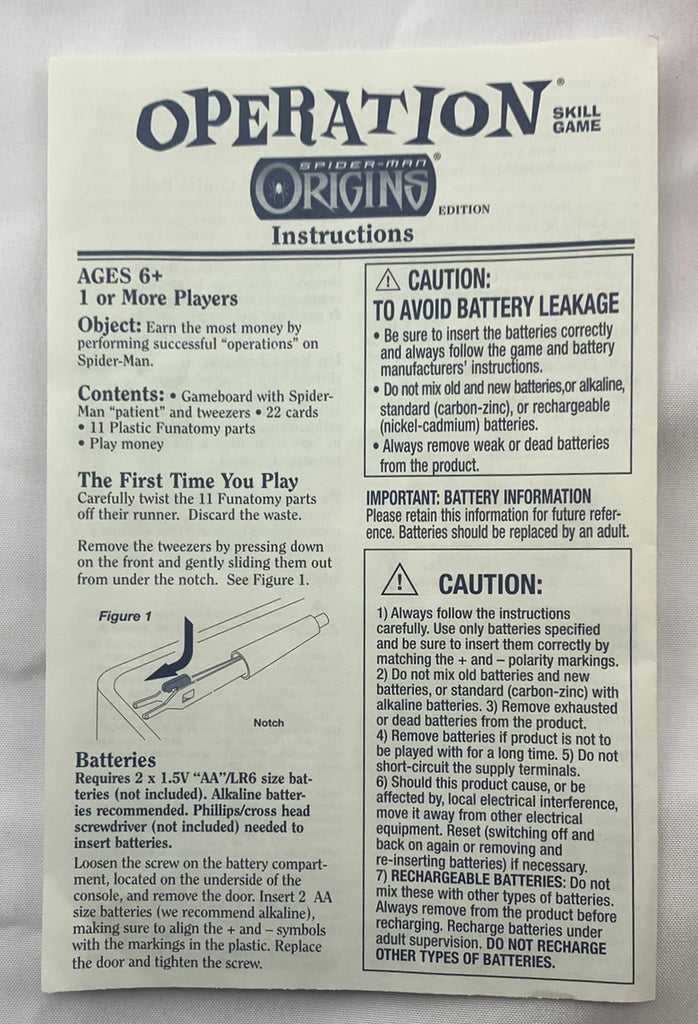 OPERATION®
SKILL
GAME
SPIDER-MAN®
ORIGINS
EDITION
Instructions
AGES 6+
1 or More Players
Object: Earn the most money by
performing successful “operations” on
Spider-Man.
Contents: • Gameboard with Spider-
Man “patient” and tweezers • 22 cards
• 11 Plastic Funatomy parts
• Play money
The First Time You Play
Carefully twist the 11 Funatomy parts
off their runner. Discard the waste.
Remove the tweezers by pressing down
on the front and gently sliding them out
from under the notch. See Figure 1.
Figure 1
Notch
Batteries
Requires 2 x 1.5V “AA”/LR6 size bat-
teries (not included). Alkaline batter-
ies recommended. Phillips/cross head
screwdriver (not included) needed to
insert batteries.
Loosen the screw on the battery compart-
ment, located on the underside of the
console, and remove the door. Insert 2 AA
size batteries (we recommend alkaline),
making sure to align the + and – symbols
with the markings in the plastic. Replace
the door and tighten the screw.
CAUTION:
TO AVOID BATTERY LEAKAGE
• Be sure to insert the batteries correctly
and always follow the game and battery
manufacturers' instructions.
• Do not mix old and new batteries,or alkaline,
standard (carbon-zinc), or rechargeable
(nickel-cadmium) batteries.
• Always remove weak or dead batteries
from the product.
IMPORTANT: BATTERY INFORMATION
Please retain this information for future refer-
ence. Batteries should be replaced by an adult.
CAUTION:
1) Always follow the instructions
carefully. Use only batteries specified
and be sure to insert them correctly by
matching the + and – polarity markings.
2) Do not mix old batteries and new
batteries, or standard (carbon-zinc) with
alkaline batteries. 3) Remove exhausted
or dead batteries from the product.
4) Remove batteries if product is not to
be played with for a long time. 5) Do not
short-circuit the supply terminals.
6) Should this product cause, or be
affected by, local electrical interference,
move it away from other electrical
equipment. Reset (switching off and
back on again or removing and
re-inserting batteries) if necessary.
7) RECHARGEABLE BATTERIES: Do not
mix these with other types of batteries.
Always remove from the product before
recharging. Recharge batteries under
adult supervision. DO NOT RECHARGE
OTHER TYPES OF BATTERIES.